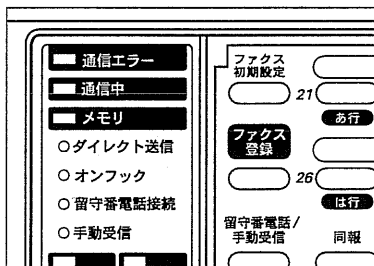 通信エラー
通信中
メモリ
ダイレクト送信
オンフック
留守番電話接続
手動受信
ファクス
初期設定
21
あ行
ファクス
登録
26
は行
留守番電話/
手動受信
同報